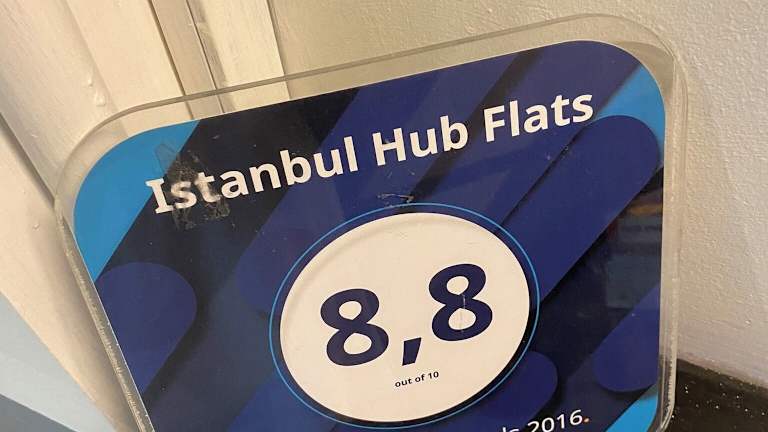 Istanbul Hub Flats
8,8
out of 10
2016.